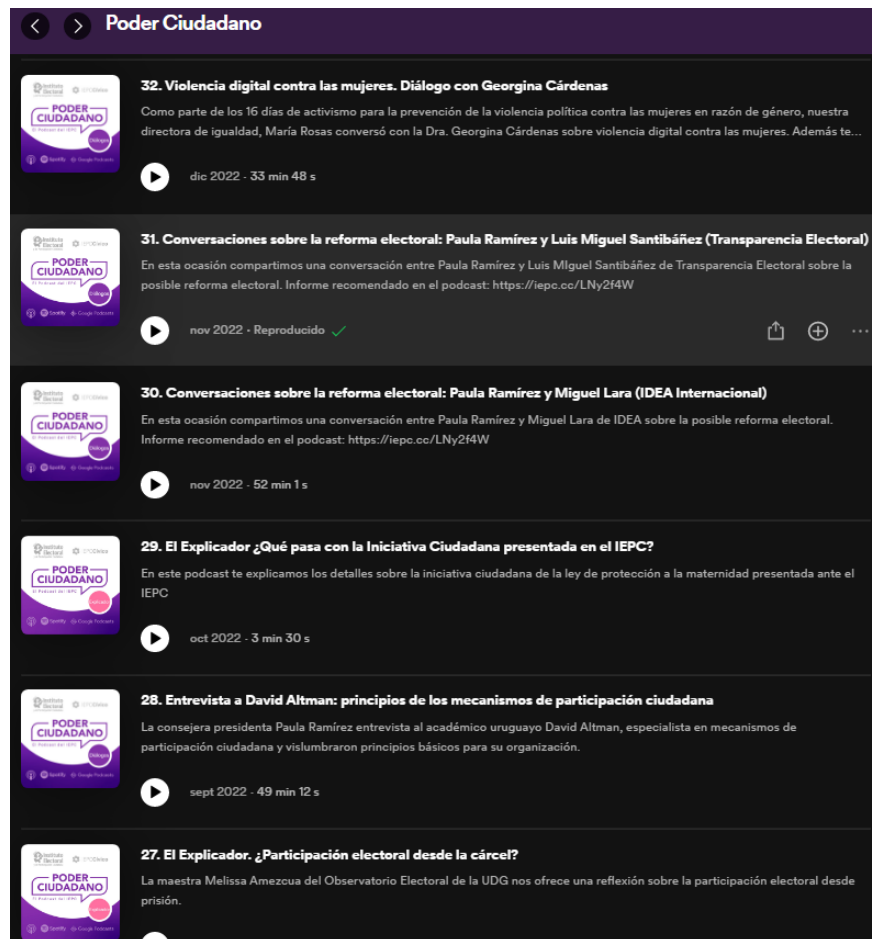 Poder Ciudadano
32. Violencia digital contra las mujeres. Diálogo con Georgina Cárdenas
Como parte de los 16 días de activismo para la prevención de la violencia política contra las mujeres en razón de género, nuestra
directora de igualdad, María Rosas conversó con la Dra. Georgina Cárdenas sobre violencia digital contra las mujeres. Además te...
dic 2022 - 33 min 48 s
PODER
CIUDADANO
31. Conversaciones sobre la reforma electoral: Paula Ramírez y Luis Miguel Santibáñez (Transparencia Electoral)
En esta ocasión compartimos una conversación entre Paula Ramírez y Luis MIguel Santibáñez de Transparencia Electoral sobre la
posible reforma electoral. Informe recomendado en el podcast: https://iepc.cc/LNy2f4W
nov 2022 • Reproducido
PODER
CIUDADANO
30. Conversaciones sobre la reforma electoral: Paula Ramírez y Miguel Lara (IDEA Internacional)
En esta ocasión compartimos una conversación entre Paula Ramírez y Miguel Lara de IDEA sobre la posible reforma electoral.
Informe recomendado en el podcast: https://iepc.cc/LNy2f4W
nov 2022 - 52 min 1 s
PODER
CIUDADANO
29. El Explicador ¿Qué pasa con la Iniciativa Ciudadana presentada en el IEPC?
En este podcast te explicamos los detalles sobre la iniciativa ciudadana de la ley de protección a la maternidad presentada ante el
IEPC
oct 2022 - 3 min 30 s
PODER
CIUDADANO
28. Entrevista a David Altman: principios de los mecanismos de participación ciudadana
La consejera presidenta Paula Ramírez entrevista al académico uruguayo David Altman, especialista en mecanismos de
participación ciudadana y vislumbraron principios básicos para su organización.
sept 2022 - 49 min 12 s
PODER
CIUDADANO
27. El Explicador. ¿Participación electoral desde la cárcel?
La maestra Melissa Amezcua del Observatorio Electoral de la UDG nos ofrece una reflexión sobre la participación electoral desde
prisión.
PODER
CIUDADANO